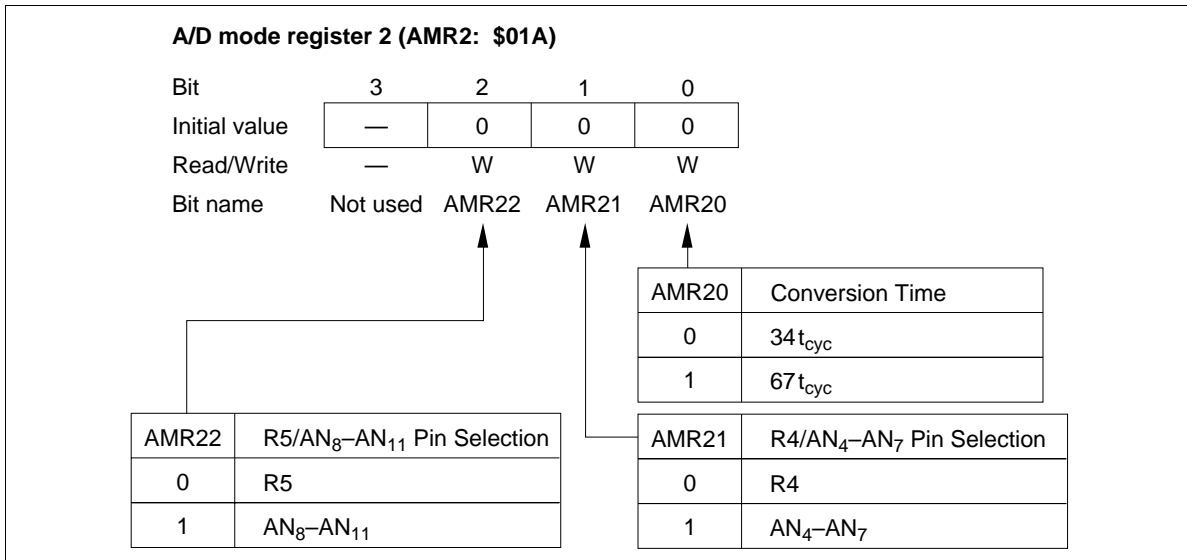 A/D mode register 2 (AMR2: $01A)
Bit 3 2 1 0
Initial value — 0 0 0
Read/Write — W W W
Bit name Not used AMR22 AMR21 AMR20
AMR20 Conversion Time
0 34tcyc
1 67tcyc
AMR22 R5/AN8–AN11 Pin Selection
0 R5
1 AN8–AN11
AMR21 R4/AN4–AN7 Pin Selection
0 R4
1 AN4–AN7